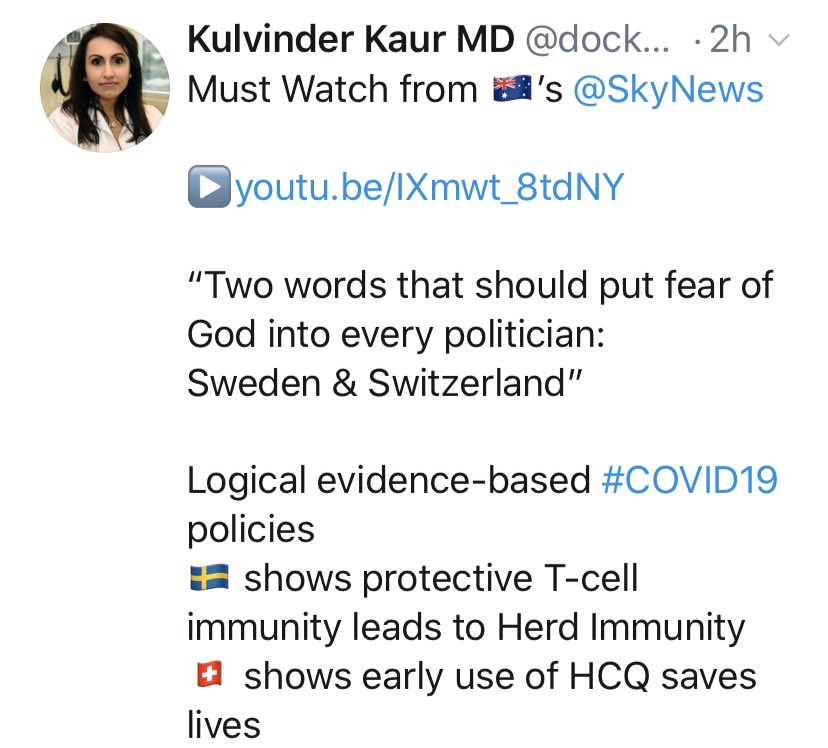 Kulvinder Kaur MD @dock... · 2h
Must Watch from 🇦🇺's @SkyNews
▶️youtu.be/IXmwt_8tdNY
“Two words that should put fear of
God into every politician:
Sweden & Switzerland”
Logical evidence-based #COVID19
policies
🇸🇪 shows protective T-cell
immunity leads to Herd Immunity
🇨🇭 shows early use of HCQ saves
lives